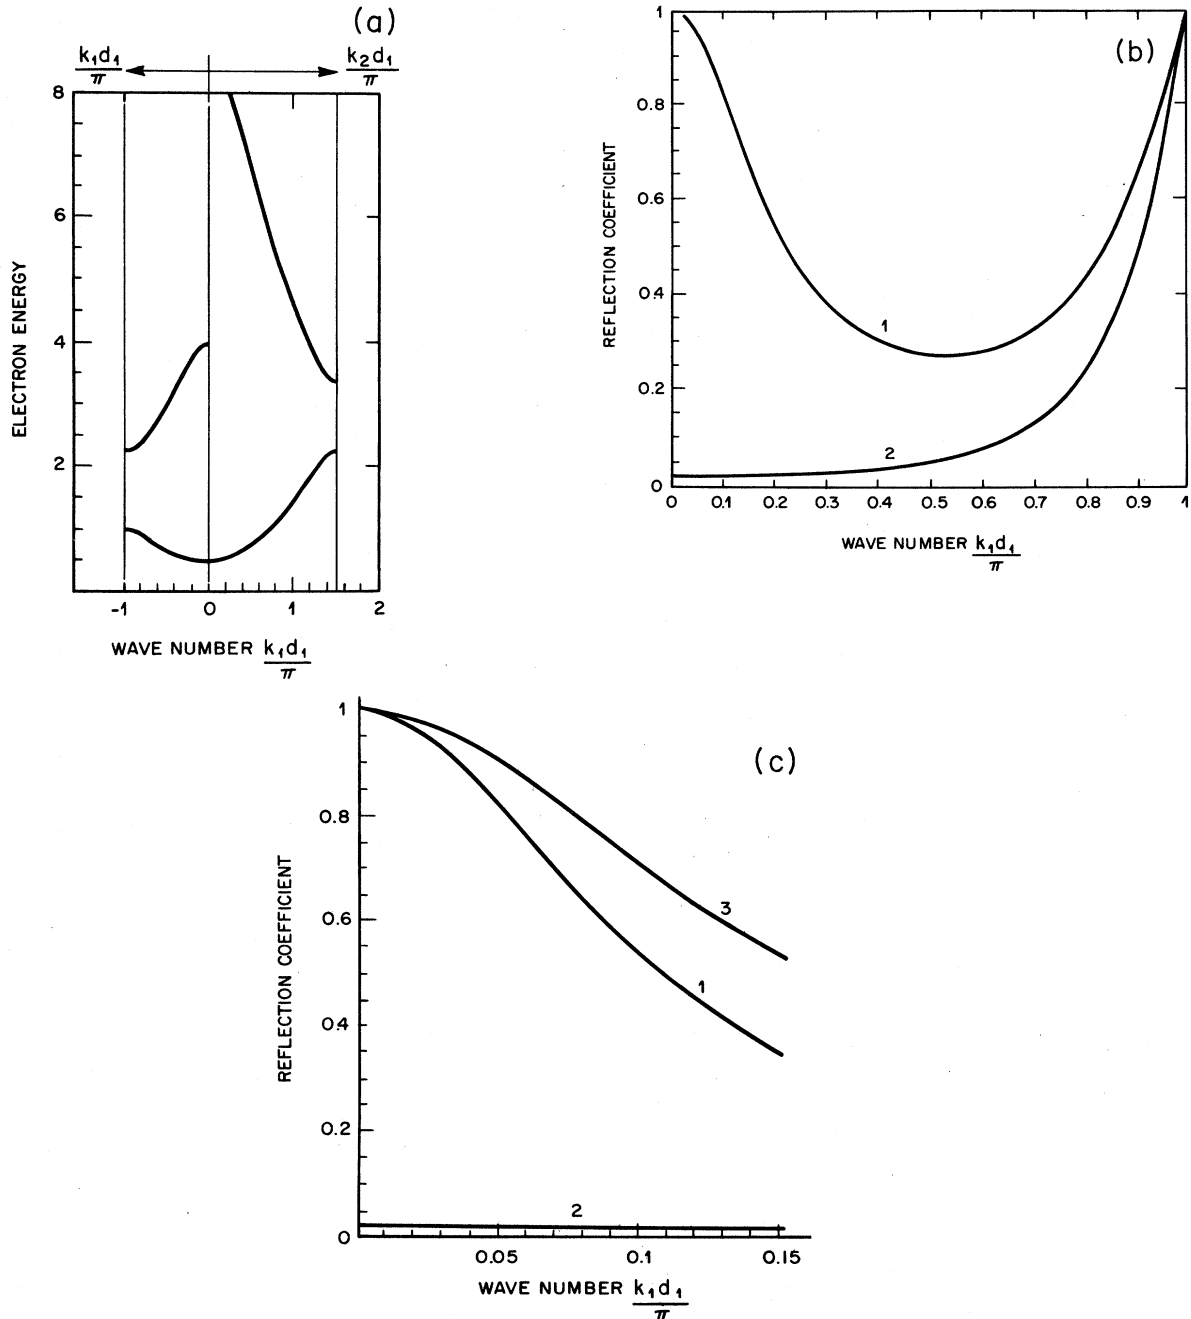 (a)
k₁d₁
π
k₂d₁
π
8
6
4
2
ELECTRON ENERGY
-1 0 1 2
WAVE NUMBER k₁d₁
π
(b)
1
0.8
0.6
0.4
0.2
0
REFLECTION COEFFICIENT
1
2
0 0.1 0.2 0.3 0.4 0.5 0.6 0.7 0.8 0.9 1
WAVE NUMBER k₁d₁
π
(c)
1
0.8
0.6
0.4
0.2
0
REFLECTION COEFFICIENT
3
1
2
0.05 0.1 0.15
WAVE NUMBER k₁d₁
π